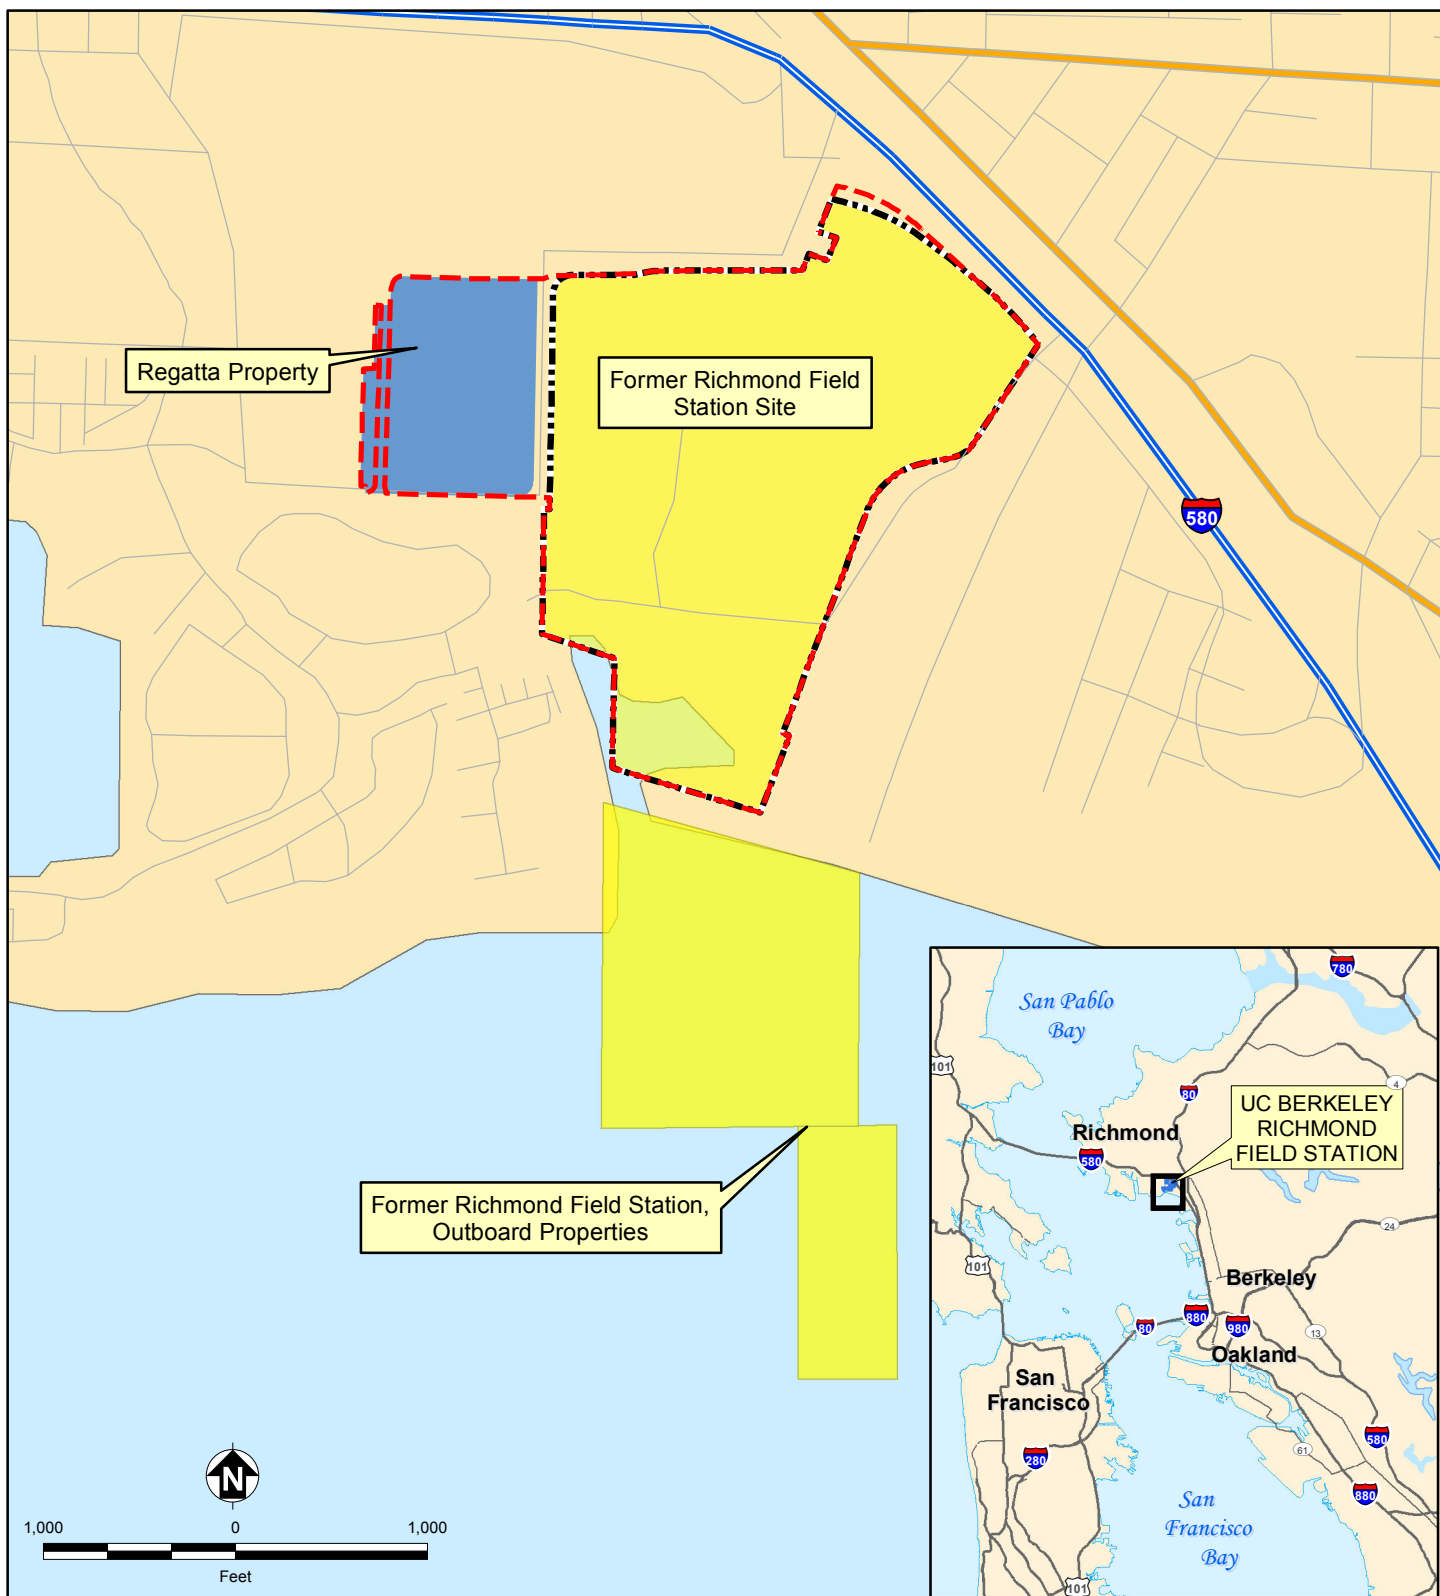 Regatta Property
Former Richmond Field
Station Site
580
Former Richmond Field Station,
Outboard Properties
N
1,000 0 1,000
Feet
780
San Pablo
Bay
101
4
80
UC BERKELEY
RICHMOND
FIELD STATION
Richmond
580
24
101
Berkeley
880
80
980
13
Oakland
San
Francisco
580
61
280
880
San
Francisco
Bay
101